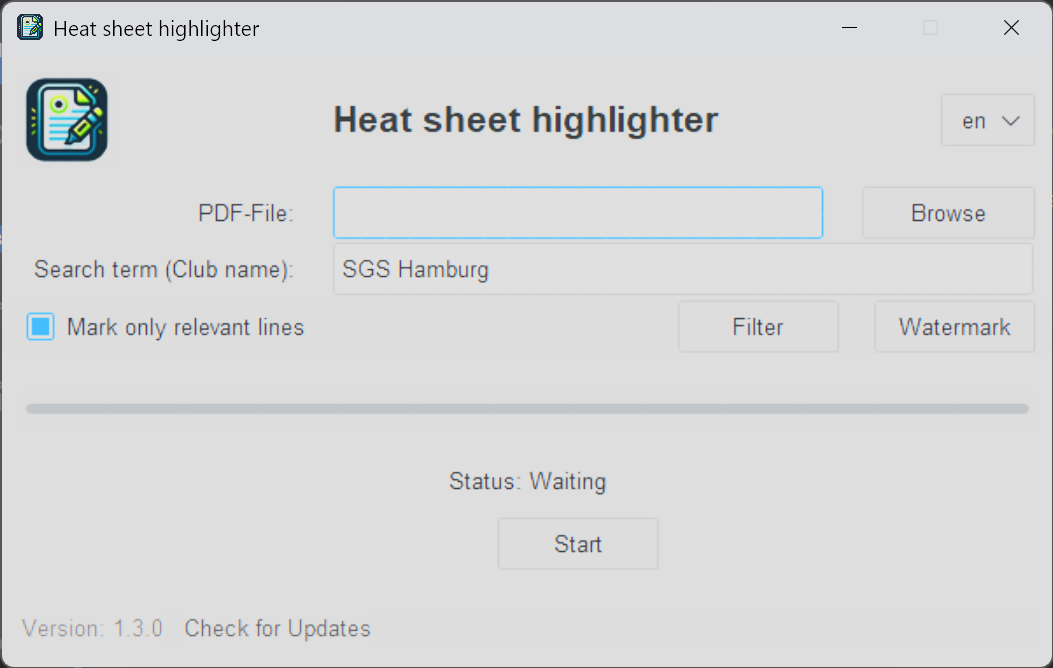 Heat sheet highlighter
Heat sheet highlighter
en
PDF-File:
Browse
Search term (Club name):
SGS Hamburg
Mark only relevant lines
Filter
Watermark
Status: Waiting
Start
Version: 1.3.0
Check for Updates